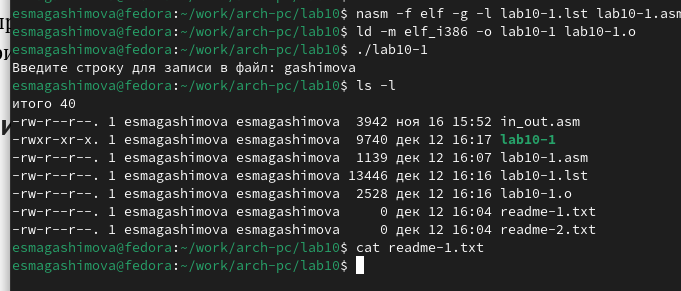 esmagashimova@fedora:~/work/arch-pc/lab10$ nasm -f elf -g -l lab10-1.lst lab10-1.asm
esmagashimova@fedora:~/work/arch-pc/lab10$ ld -m elf_i386 -o lab10-1 lab10-1.o
esmagashimova@fedora:~/work/arch-pc/lab10$ ./lab10-1
Введите строку для записи в файл: gashimova
esmagashimova@fedora:~/work/arch-pc/lab10$ ls -l
итого 40
-rw-r--r--. 1 esmagashimova esmagashimova  3942 ноя 16 15:52 in_out.asm
-rwxr-xr-x. 1 esmagashimova esmagashimova  9740 дек 12 16:17 lab10-1
-rw-r--r--. 1 esmagashimova esmagashimova  1139 дек 12 16:07 lab10-1.asm
-rw-r--r--. 1 esmagashimova esmagashimova 13446 дек 12 16:16 lab10-1.lst
-rw-r--r--. 1 esmagashimova esmagashimova  2528 дек 12 16:16 lab10-1.o
-rw-r--r--. 1 esmagashimova esmagashimova     0 дек 12 16:04 readme-1.txt
-rw-r--r--. 1 esmagashimova esmagashimova     0 дек 12 16:04 readme-2.txt
esmagashimova@fedora:~/work/arch-pc/lab10$ cat readme-1.txt
esmagashimova@fedora:~/work/arch-pc/lab10$